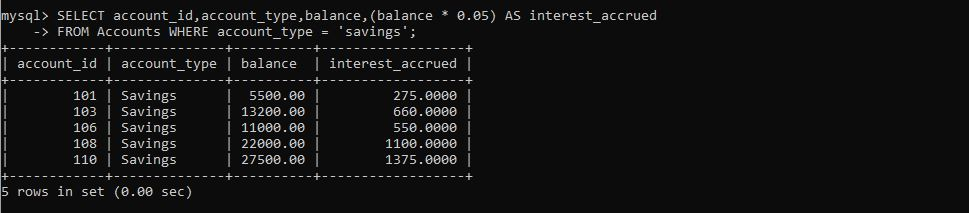 mysql> SELECT account_id,account_type,balance,(balance * 0.05) AS interest_accrued
    -> FROM Accounts WHERE account_type = 'savings';
+------------+--------------+----------+------------------+
| account_id | account_type | balance  | interest_accrued |
+------------+--------------+----------+------------------+
|        101 | Savings      |  5500.00 |         275.0000 |
|        103 | Savings      | 13200.00 |         660.0000 |
|        106 | Savings      | 11000.00 |         550.0000 |
|        108 | Savings      | 22000.00 |        1100.0000 |
|        110 | Savings      | 27500.00 |        1375.0000 |
+------------+--------------+----------+------------------+
5 rows in set (0.00 sec)